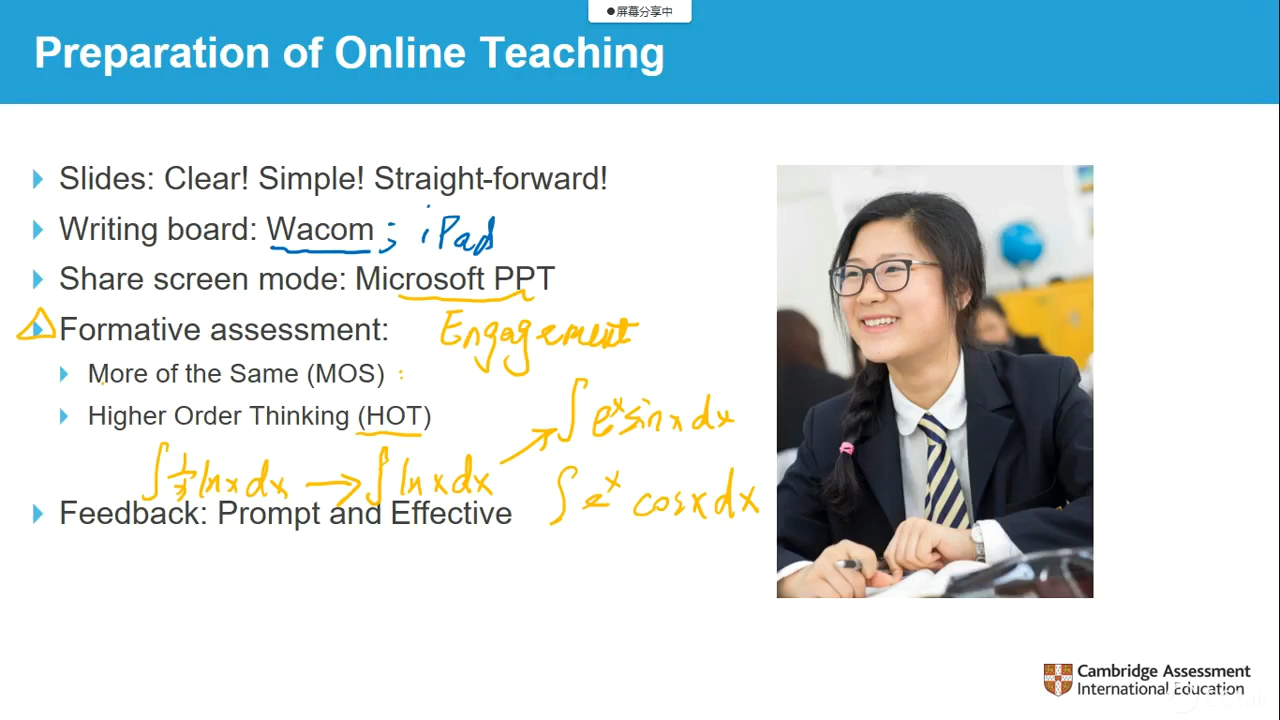 ●屏幕分享中
Preparation of Online Teaching
Slides: Clear! Simple! Straight-forward!
Writing board: Wacom ; iPad
Share screen mode: Microsoft PPT
Formative assessment: Engagement
More of the Same (MOS) :
Higher Order Thinking (HOT)
∫ e^x sin x dx
ln x dx → ∫ ln x dx
∫ e^x cos x dx
Feedback: Prompt and Effective
Cambridge Assessment
International Education